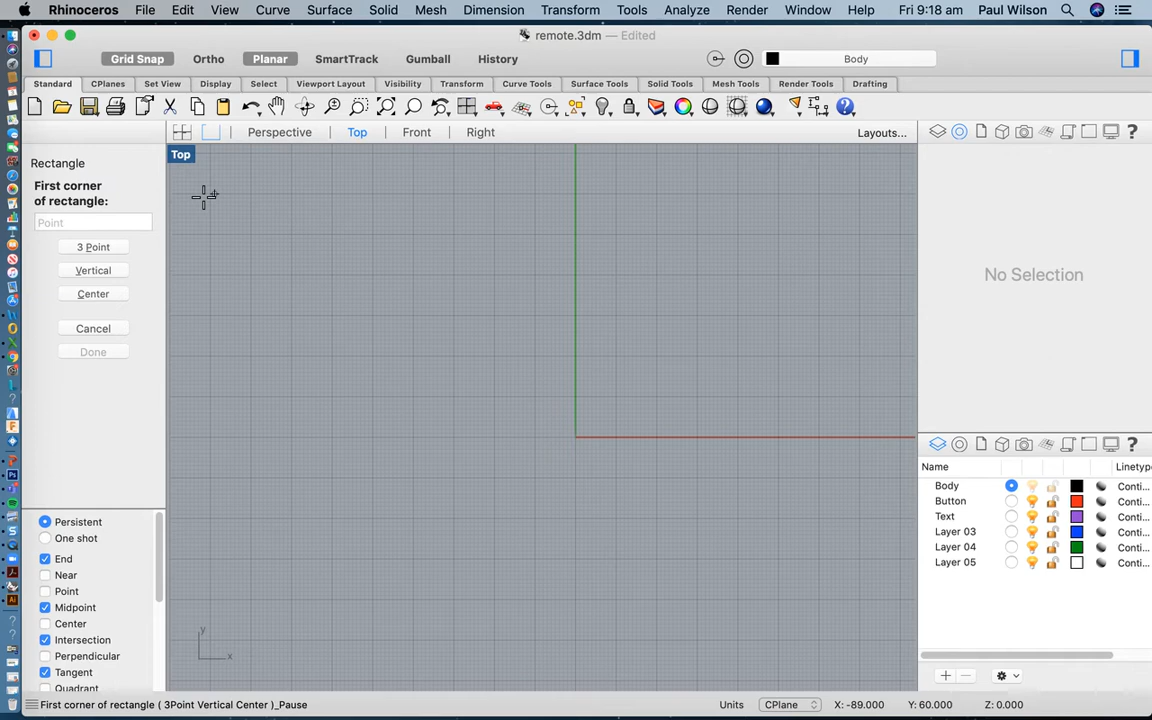 Rhinoceros File Edit View Curve Surface Solid Mesh Dimension Transform Tools Analyze Render Window Help Fri 9:18 am Paul Wilson
remote.3dm — Edited
Grid Snap Ortho Planar SmartTrack Gumball History Body
Standard CPlanes Set View Display Select Viewport Layout Visibility Transform Curve Tools Surface Tools Solid Tools Mesh Tools Render Tools Drafting
Perspective Top Front Right Layouts...
Top
Rectangle
First corner
of rectangle:
Point
3 Point
Vertical
Center
Cancel
Done
No Selection
Persistent
One shot
End
Near
Point
Midpoint
Center
Intersection
Perpendicular
Tangent
Quadrant
y
x
Name Linetyp
Body Conti...
Button Conti...
Text Conti...
Layer 03 Conti...
Layer 04 Conti...
Layer 05 Conti...
First corner of rectangle ( 3Point Vertical Center )_Pause Units CPlane X: -89.000 Y: 60.000 Z: 0.000